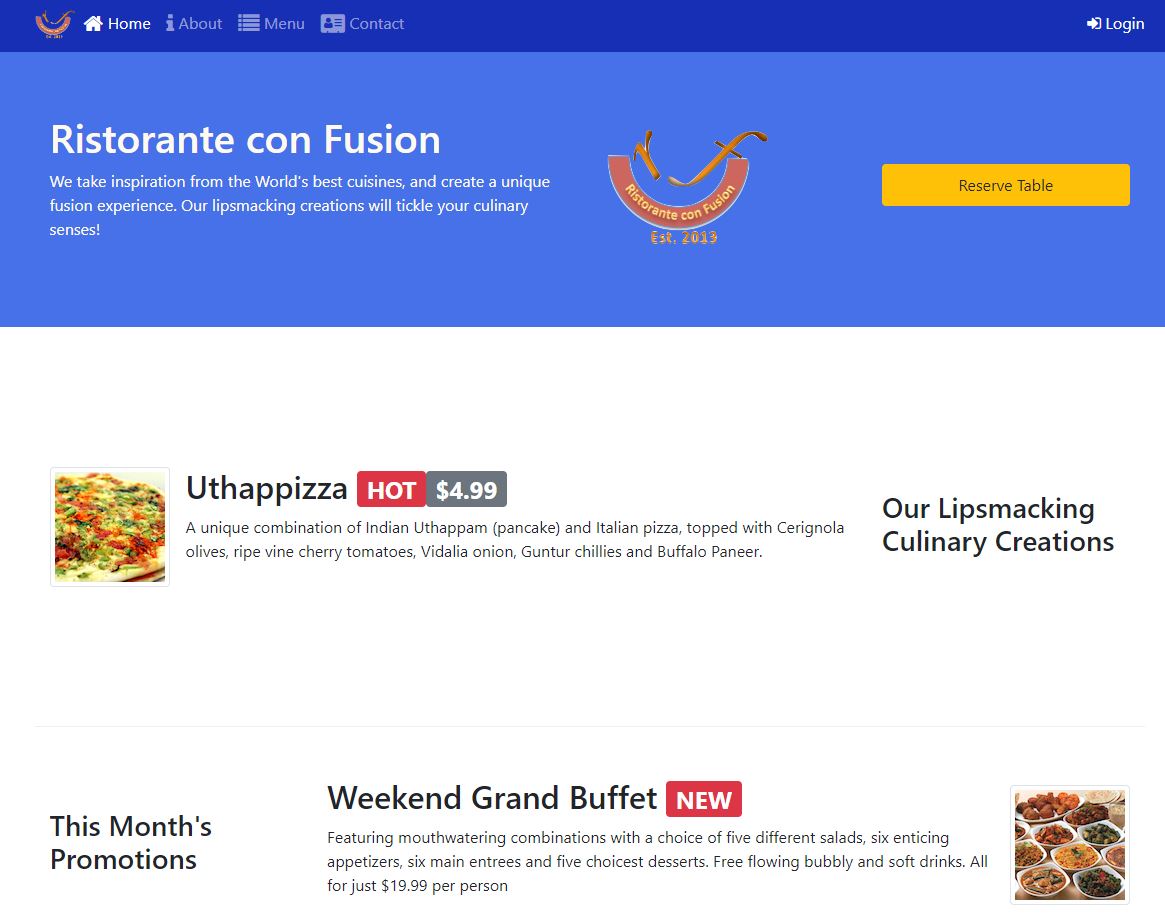 Home About Menu Contact Login
Ristorante con Fusion
We take inspiration from the World's best cuisines, and create a unique
fusion experience. Our lipsmacking creations will tickle your culinary
senses!
Ristorante con Fusion
Est. 2013
Reserve Table
Uthappizza HOT $4.99
A unique combination of Indian Uthappam (pancake) and Italian pizza, topped with Cerignola
olives, ripe vine cherry tomatoes, Vidalia onion, Guntur chillies and Buffalo Paneer.
Our Lipsmacking
Culinary Creations
This Month's
Promotions
Weekend Grand Buffet NEW
Featuring mouthwatering combinations with a choice of five different salads, six enticing
appetizers, six main entrees and five choicest desserts. Free flowing bubbly and soft drinks. All
for just $19.99 per person